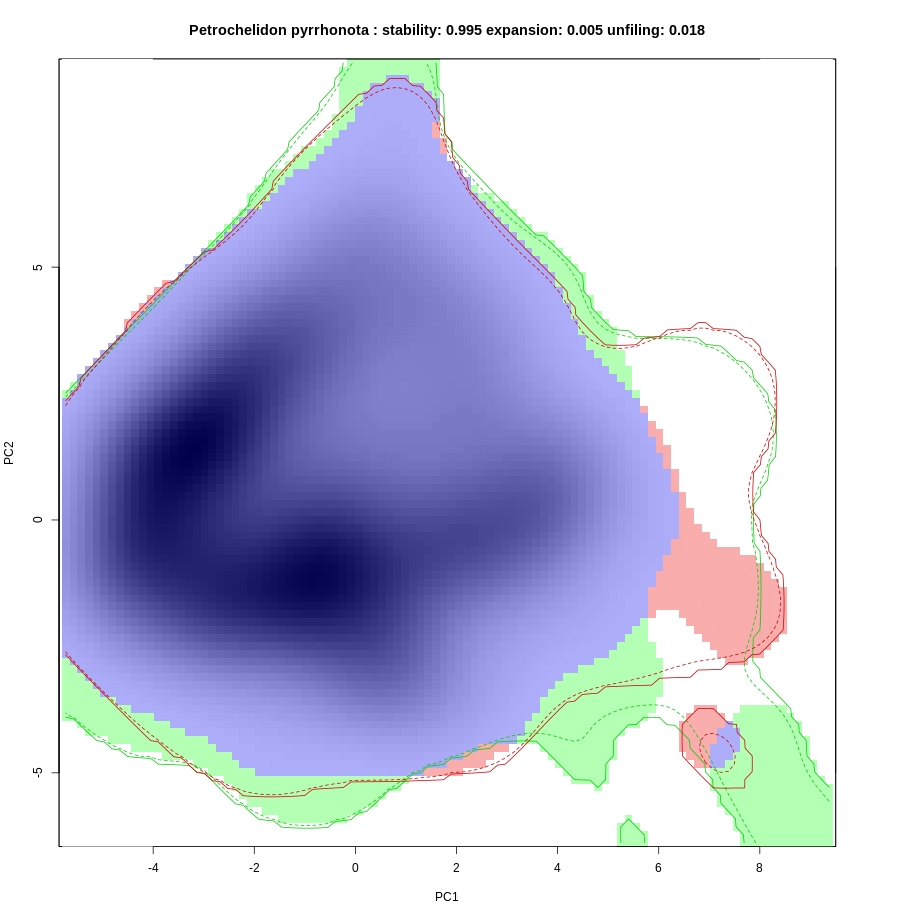 Petrochelidon pyrrhonota : stability: 0.995 expansion: 0.005 unfiling: 0.018
5
PC2
0
-5
-4 -2 0 2 4 6 8
PC1